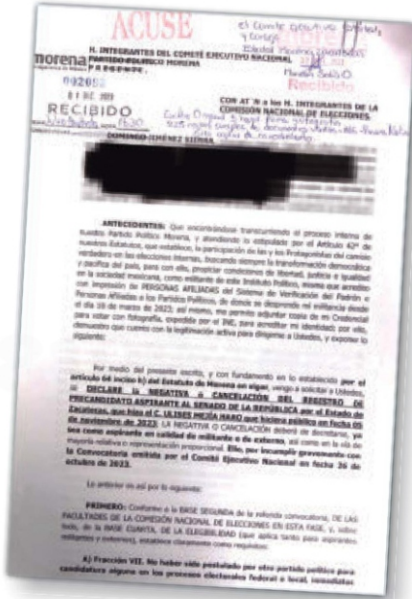 ACUSE
el Comité Ejecutivo Estatal
y Consejo
H. INTEGRANTES DEL COMITÉ EJECUTIVO NACIONAL
morena PARTIDO POLITICO MORENA
PRESENTE.
Recibido
002052
01 DIC. 2023
RECIBIDO
CON AT´N a los H. INTEGRANTES DE LA
COMISIÓN NACIONAL DE ELECCIONES.
DOMINGO JIMÉNEZ
ANTECEDENTES: Que encontrándose transcurriendo el proceso interno de
nuestro Partido Político Morena, y atendiendo lo estipulado por el Artículo 42º de
nuestros Estatutos, que establece, la participación de las y los Protagonistas del cambio
verdadero en las elecciones internas, buscando siempre la transformación democrática
y pacífica del país, para con ello, propiciar condiciones de libertad, justicia e igualdad
en la sociedad mexicana, como militante de este Instituto Político, misma que acredito
con impresión de PERSONAS AFILIADAS del Sistema de Verificación del Padrón de
Personas Afiliadas a los Partidos Políticos, de donde se desprende mi militancia desde
el día 18 de marzo de 2023; así mismo, me permito adjuntar copia de mi Credencial
para votar con fotografía, expedida por el INE, para acreditar mi identidad; por ello,
demuestro que cuento con la legitimación activa para dirigirme a Ustedes, y exponer lo
siguiente:
Por medio del presente escrito, y con fundamento en lo establecido por el
artículo 66 inciso h) del Estatuto de Morena en vigor, vengo a solicitar a Ustedes,
se DECLARE la NEGATIVA o CANCELACIÓN DEL REGISTRO DE
PRECANDIDATO ASPIRANTE AL SENADO DE LA REPÚBLICA por el Estado de
Zacatecas, que hizo el C. ULISES MEJÍA HARO que hiciera público en fecha 05
de noviembre de 2023. LA NEGATIVA O CANCELACIÓN deberá de decretarse, ya
sea como aspirante en calidad de militante o de externo, así como en la vía de
mayoría relativa o representación proporcional. Ello, por incumplir gravemente con
la Convocatoria emitida por el Comité Ejecutivo Nacional en fecha 26 de
octubre de 2023.
Lo anterior es así por lo siguiente:
PRIMERO: Conforme a la BASE SEGUNDA de la referida convocatoria, DE LAS
FACULTADES DE LA COMISIÓN NACIONAL DE ELECCIONES EN ESTA FASE, y, sobre
todo, de la BASE CUARTA, DE LA ELEGIBILIDAD (que aplica tanto para aspirantes
militantes y externos), establece claramente como requisitos:
A) Fracción VII. No haber sido postulado por otro partido político para
candidatura alguna en los procesos electorales federal o local, inmediatos